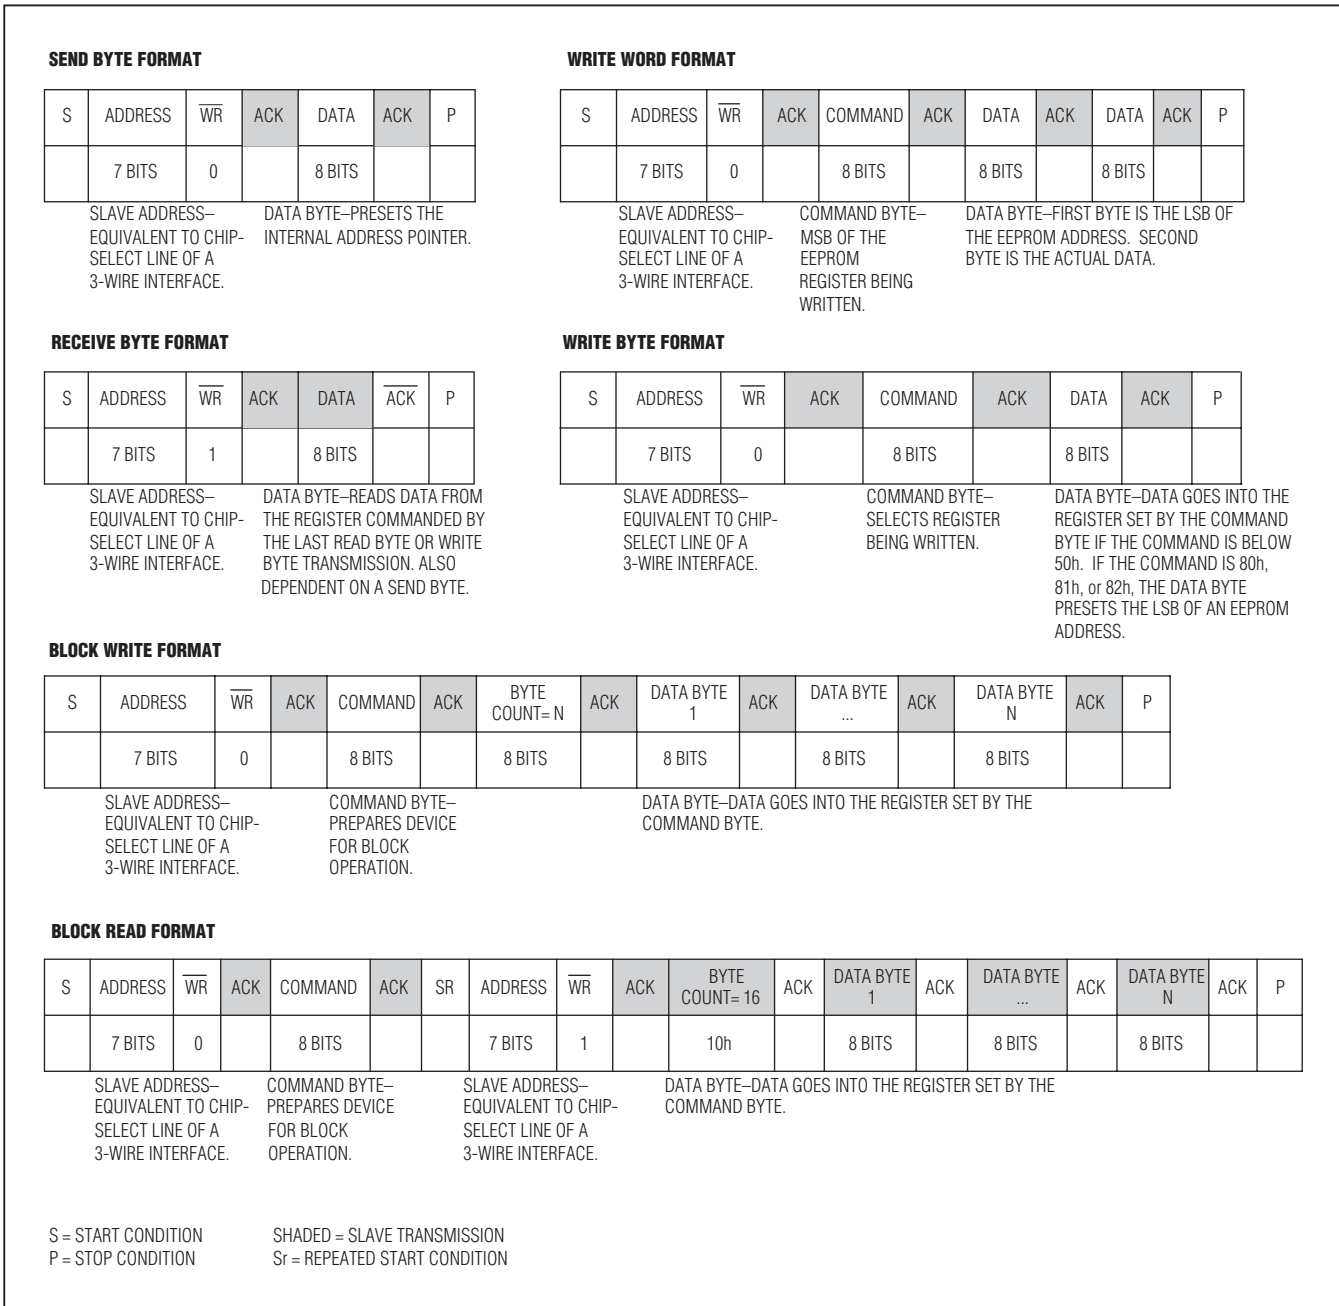 SEND BYTE FORMAT
S ADDRESS WR ACK DATA ACK P
7 BITS 0 8 BITS
SLAVE ADDRESS–
EQUIVALENT TO CHIP-
SELECT LINE OF A
3-WIRE INTERFACE.
DATA BYTE–PRESETS THE
INTERNAL ADDRESS POINTER.
WRITE WORD FORMAT
S ADDRESS WR ACK COMMAND ACK DATA ACK DATA ACK P
7 BITS 0 8 BITS 8 BITS 8 BITS
SLAVE ADDRESS–
EQUIVALENT TO CHIP-
SELECT LINE OF A
3-WIRE INTERFACE.
COMMAND BYTE–
MSB OF THE
EEPROM
REGISTER BEING
WRITTEN.
DATA BYTE–FIRST BYTE IS THE LSB OF
THE EEPROM ADDRESS. SECOND
BYTE IS THE ACTUAL DATA.
RECEIVE BYTE FORMAT
S ADDRESS WR ACK DATA ACK P
7 BITS 1 8 BITS
SLAVE ADDRESS–
EQUIVALENT TO CHIP-
SELECT LINE OF A
3-WIRE INTERFACE.
DATA BYTE–READS DATA FROM
THE REGISTER COMMANDED BY
THE LAST READ BYTE OR WRITE
BYTE TRANSMISSION. ALSO
DEPENDENT ON A SEND BYTE.
WRITE BYTE FORMAT
S ADDRESS WR ACK COMMAND ACK DATA ACK P
7 BITS 0 8 BITS 8 BITS
SLAVE ADDRESS–
EQUIVALENT TO CHIP-
SELECT LINE OF A
3-WIRE INTERFACE.
COMMAND BYTE–
SELECTS REGISTER
BEING WRITTEN.
DATA BYTE–DATA GOES INTO THE
REGISTER SET BY THE COMMAND
BYTE IF THE COMMAND IS BELOW
50h. IF THE COMMAND IS 80h,
81h, or 82h, THE DATA BYTE
PRESETS THE LSB OF AN EEPROM
ADDRESS.
BLOCK WRITE FORMAT
S ADDRESS WR ACK COMMAND ACK BYTE COUNT= N ACK DATA BYTE 1 ACK DATA BYTE ... ACK DATA BYTE N ACK P
7 BITS 0 8 BITS 8 BITS 8 BITS 8 BITS 8 BITS
SLAVE ADDRESS–
EQUIVALENT TO CHIP-
SELECT LINE OF A
3-WIRE INTERFACE.
COMMAND BYTE–
PREPARES DEVICE
FOR BLOCK
OPERATION.
DATA BYTE–DATA GOES INTO THE REGISTER SET BY THE
COMMAND BYTE.
BLOCK READ FORMAT
S ADDRESS WR ACK COMMAND ACK SR ADDRESS WR ACK BYTE COUNT= 16 ACK DATA BYTE 1 ACK DATA BYTE ... ACK DATA BYTE N ACK P
7 BITS 0 8 BITS 7 BITS 1 10h 8 BITS 8 BITS 8 BITS
SLAVE ADDRESS–
EQUIVALENT TO CHIP-
SELECT LINE OF A
3-WIRE INTERFACE.
COMMAND BYTE–
PREPARES DEVICE
FOR BLOCK
OPERATION.
SLAVE ADDRESS–
EQUIVALENT TO CHIP-
SELECT LINE OF A
3-WIRE INTERFACE.
DATA BYTE–DATA GOES INTO THE REGISTER SET BY THE
COMMAND BYTE.
S = START CONDITION
P = STOP CONDITION
SHADED = SLAVE TRANSMISSION
Sr = REPEATED START CONDITION